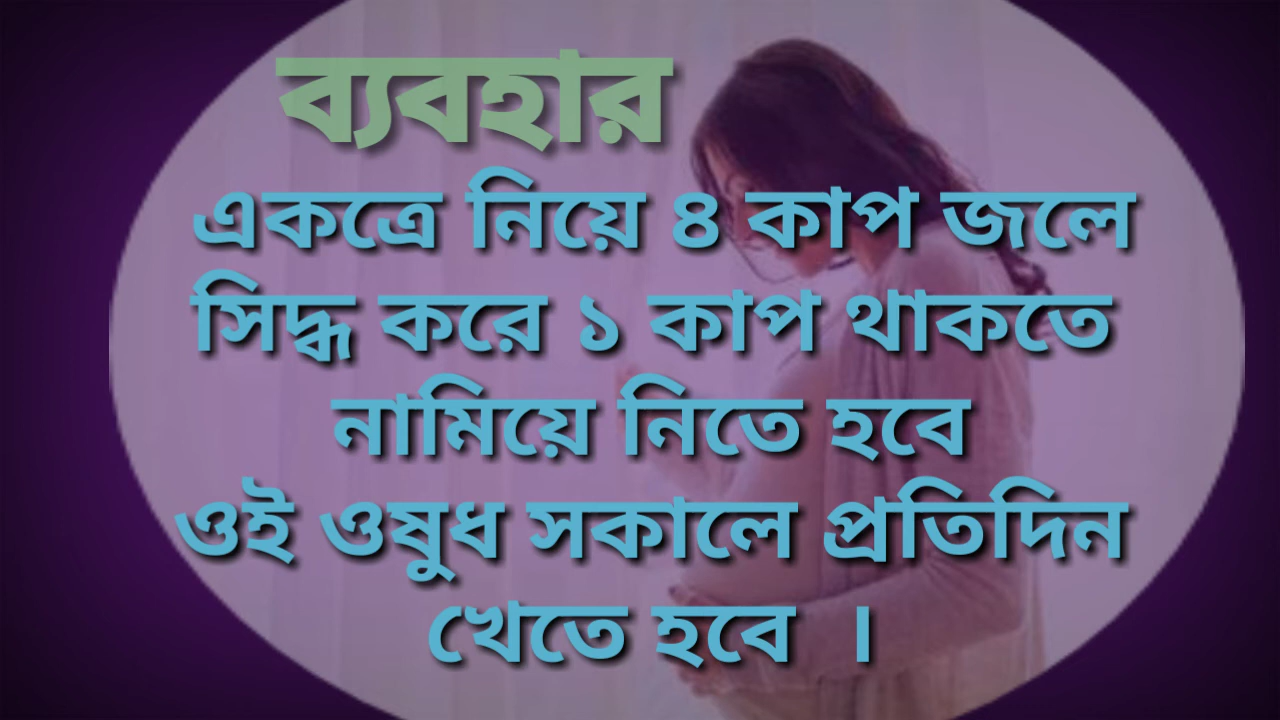 ব্যবহার
একত্রে নিয়ে ৪ কাপ জলে
সিদ্ধ করে ১ কাপ থাকতে
নামিয়ে নিতে হবে
ওই ওষুধ সকালে প্রতিদিন
খেতে হবে ।